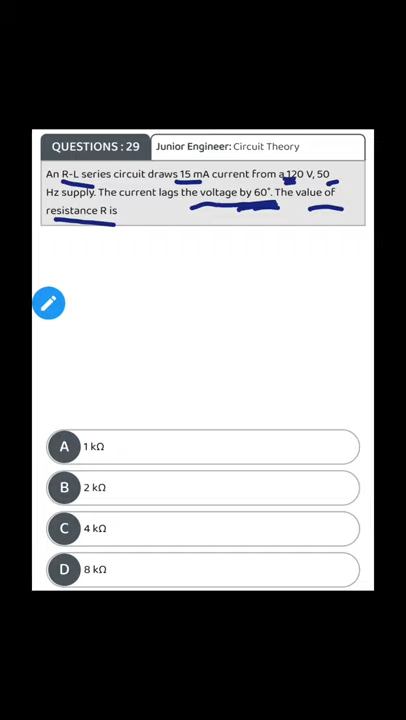 QUESTIONS : 29
Junior Engineer: Circuit Theory
An R-L series circuit draws 15 mA current from a 120 V, 50
Hz supply. The current lags the voltage by 60°. The value of
resistance R is
A 1 kΩ
B 2 kΩ
C 4 kΩ
D 8 kΩ